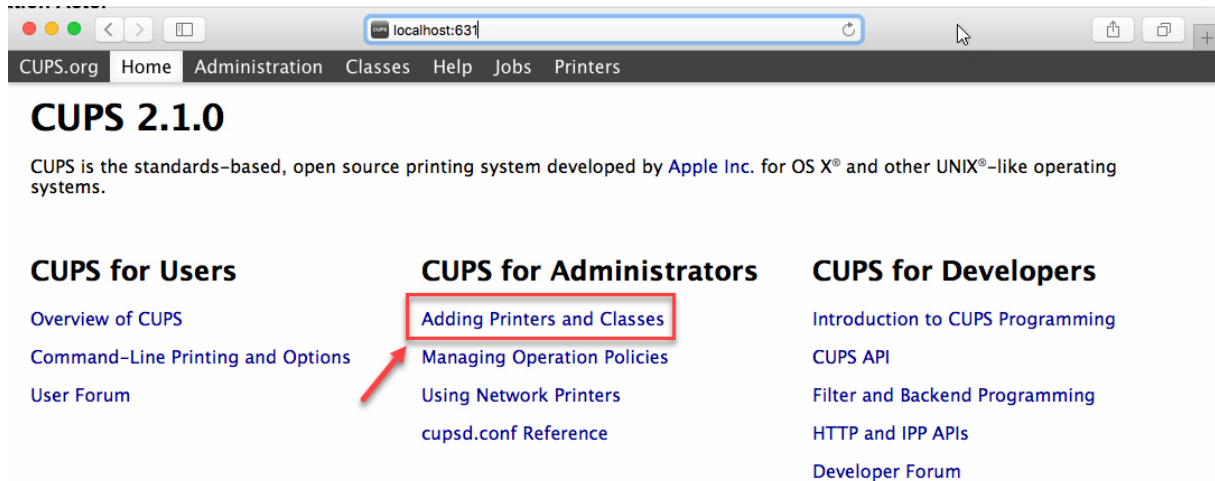 localhost:631
CUPS.org Home Administration Classes Help Jobs Printers
CUPS 2.1.0
CUPS is the standards-based, open source printing system developed by Apple Inc. for OS X® and other UNIX®-like operating
systems.
CUPS for Users
Overview of CUPS
Command-Line Printing and Options
User Forum
CUPS for Administrators
Adding Printers and Classes
Managing Operation Policies
Using Network Printers
cupsd.conf Reference
CUPS for Developers
Introduction to CUPS Programming
CUPS API
Filter and Backend Programming
HTTP and IPP APIs
Developer Forum